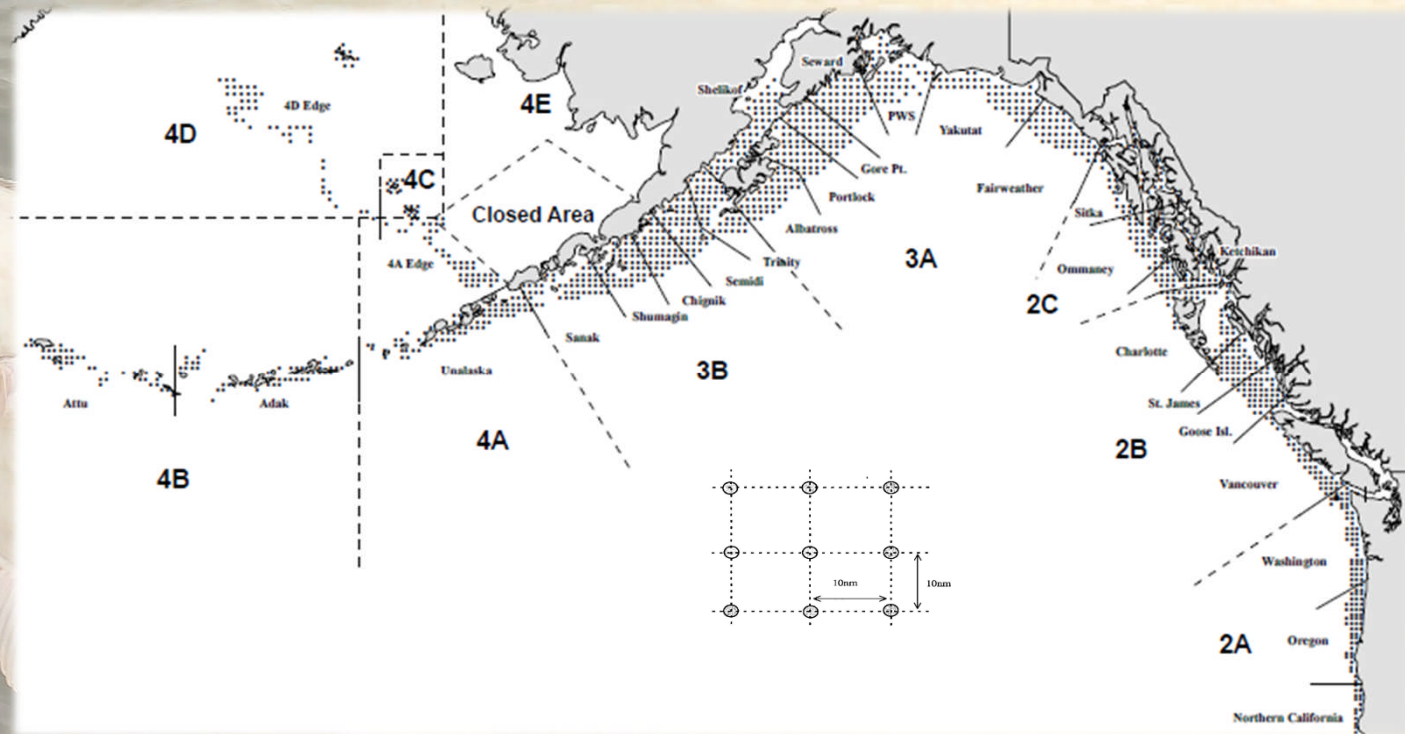 4D
4D Edge
4E
4C
Closed Area
4A Edge
Shelikof
Seward
PWS
Yakutat
Gore Pt.
Portlock
Albatross
Fairweather
Sitka
Ketchikan
Ommaney
Trinity
Semidi
Chignik
Shumagin
Sanak
Unalaska
3A
2C
3B
Charlotte
St. James
Goose Isl.
Attu
Adak
4A
4B
2B
Vancouver
Washington
10nm
10nm
2A
Oregon
Northern California